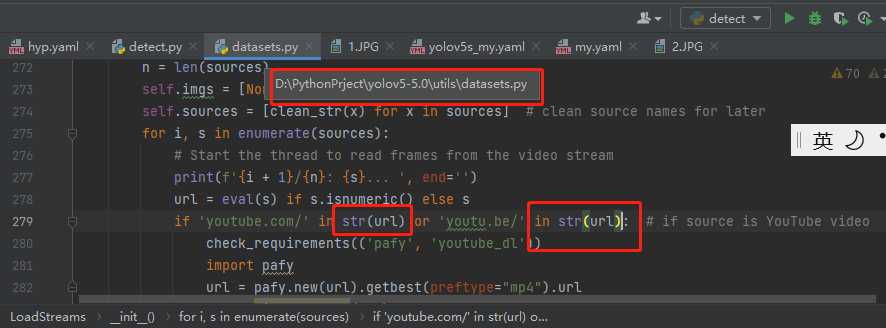 detect
hyp.yaml detect.py datasets.py 1.JPG yolov5s_my.yaml my.yaml 2.JPG
272 n = len(sources)
70
D:\PythonPrject\yolov5-5.0\utils\datasets.py
273 self.imgs = [Non
274 self.sources = [clean_str(x) for x in sources]  # clean source names for later
275 for i, s in enumerate(sources):
英
276 # Start the thread to read frames from the video stream
277 print(f'{i + 1}/{n}: {s}... ', end='')
278 url = eval(s) if s.isnumeric() else s
279 if 'youtube.com/' in str(url) or 'youtu.be/' in str(url):  # if source is YouTube video
280 check_requirements(('pafy', 'youtube_dl'))
281 import pafy
282 url = pafy.new(url).getbest(preftype="mp4").url
LoadStreams › __init__() › for i, s in enumerate(sources) › if 'youtube.com/' in str(url) o...